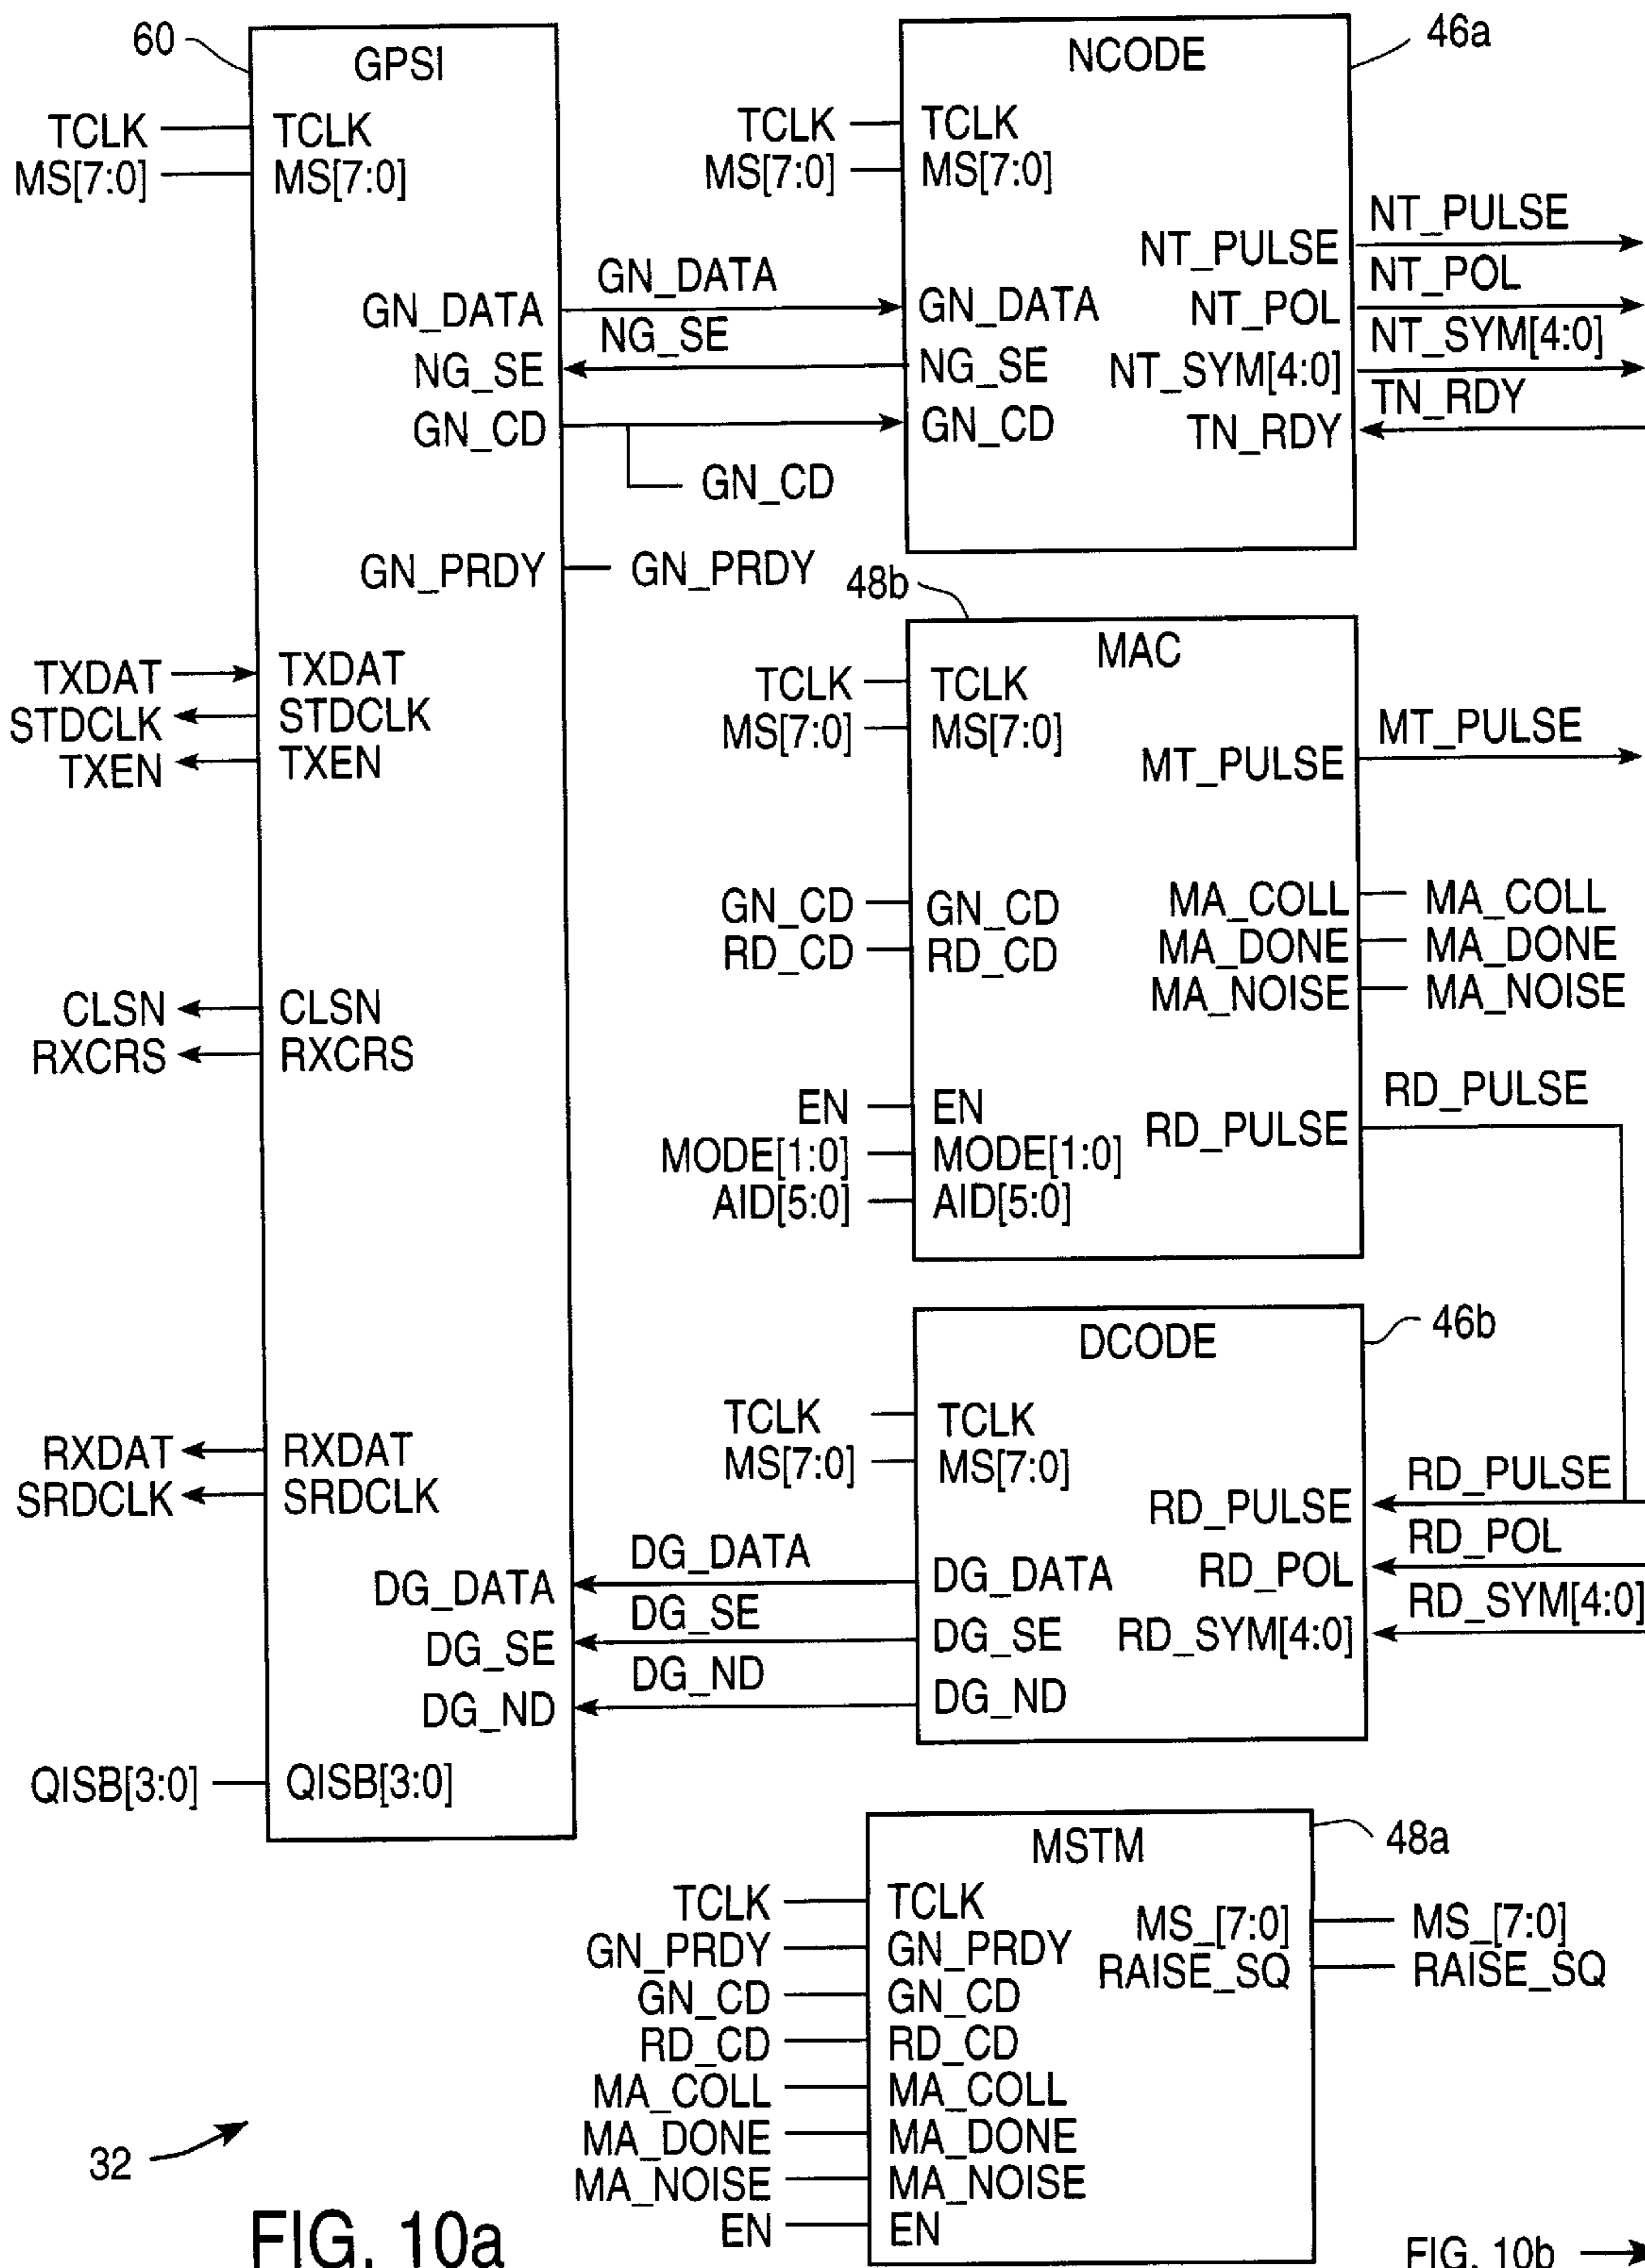 60
GPSI
TCLK TCLK
MS[7:0] MS[7:0]
GN_DATA GN_DATA
NG_SE NG_SE
GN_CD
GN_CD
GN_PRDY GN_PRDY
TXDAT TXDAT
STDCLK STDCLK
TXEN TXEN
CLSN CLSN
RXCRS RXCRS
RXDAT RXDAT
SRDCLK SRDCLK
DG_DATA DG_DATA
DG_SE DG_SE
DG_ND DG_ND
QISB[3:0] QISB[3:0]
NCODE
46a
TCLK TCLK
MS[7:0] MS[7:0]
NT_PULSE NT_PULSE
GN_DATA NT_POL NT_POL
NG_SE NT_SYM[4:0] NT_SYM[4:0]
GN_CD TN_RDY TN_RDY
48b
MAC
TCLK TCLK
MS[7:0] MS[7:0]
MT_PULSE MT_PULSE
GN_CD GN_CD MA_COLL MA_COLL
RD_CD RD_CD MA_DONE MA_DONE
MA_NOISE MA_NOISE
EN EN RD_PULSE RD_PULSE
MODE[1:0] MODE[1:0]
AID[5:0] AID[5:0]
DCODE
46b
TCLK TCLK
MS[7:0] MS[7:0]
RD_PULSE RD_PULSE
DG_DATA RD_POL RD_POL
DG_SE RD_SYM[4:0] RD_SYM[4:0]
DG_ND
MSTM
48a
TCLK TCLK MS_[7:0] MS_[7:0]
GN_PRDY GN_PRDY RAISE_SQ RAISE_SQ
GN_CD GN_CD
RD_CD RD_CD
MA_COLL MA_COLL
MA_DONE MA_DONE
MA_NOISE MA_NOISE
EN EN
32
FIG. 10a
FIG. 10b